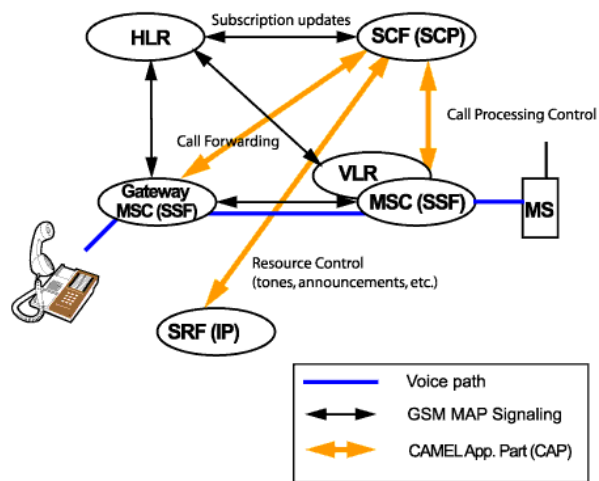 Subscription updates
HLR
SCF (SCP)
Call Processing Control
Call Forwarding
VLR
Gateway
MSC (SSF)
MSC (SSF)
MS
Resource Control
(tones, announcements, etc.)
SRF (IP)
Voice path
GSM MAP Signaling
CAMEL App. Part (CAP)